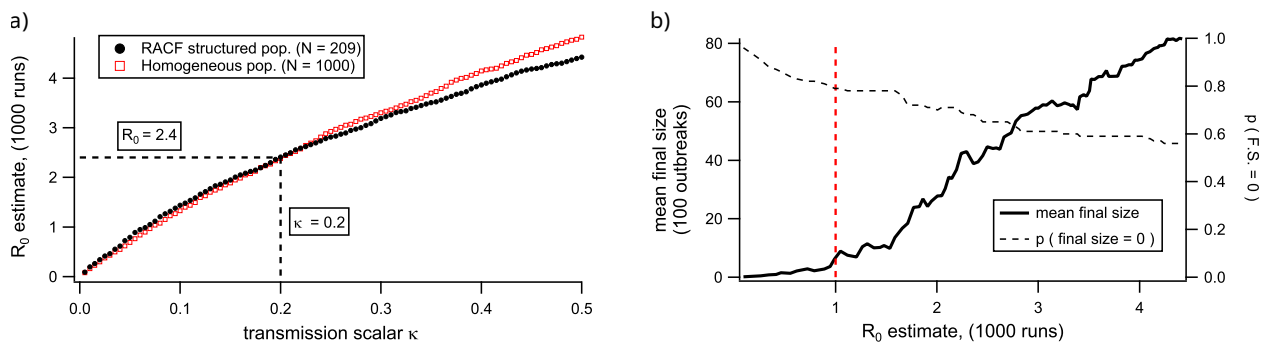 a)
RACF structured pop. (N = 209)
Homogeneous pop. (N = 1000)
R0 estimate, (1000 runs)
4
3
2
1
0
R0 = 2.4
κ = 0.2
0.0
0.1
0.2
0.3
0.4
0.5
transmission scalar κ
b)
mean final size
(100 outbreaks)
80
60
40
20
0
1.0
0.8
0.6
0.4
0.2
0.0
p ( F.S. = 0 )
mean final size
p ( final size = 0 )
1
2
3
4
R0 estimate, (1000 runs)